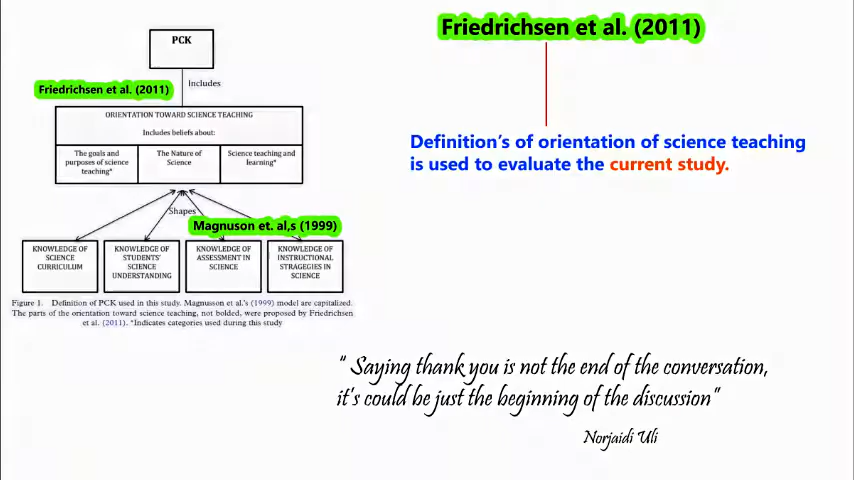 PCK
Includes
Friedrichsen et al. (2011)
ORIENTATION TOWARD SCIENCE TEACHING
Includes beliefs about:
The goals and
purposes of science
teaching*
The Nature of
Science
Science teaching and
learning*
Shapes
Magnuson et. al,s (1999)
KNOWLEDGE OF
SCIENCE
CURRICULUM
KNOWLEDGE OF
STUDENTS'
SCIENCE
UNDERSTANDING
KNOWLEDGE OF
ASSESSMENT IN
SCIENCE
KNOWLEDGE OF
INSTRUCTIONAL
STRAGEGIES IN
SCIENCE
Figure 1. Definition of PCK used in this study. Magnusson et al.'s (1999) model are capitalized.
The parts of the orientation toward science teaching, not bolded, were proposed by Friedrichsen
et al. (2011). *Indicates categories used during this study
Friedrichsen et al. (2011)
Definition's of orientation of science teaching
is used to evaluate the current study.
“ Saying thank you is not the end of the conversation,
it's could be just the beginning of the discussion”
Norjaidi Uli